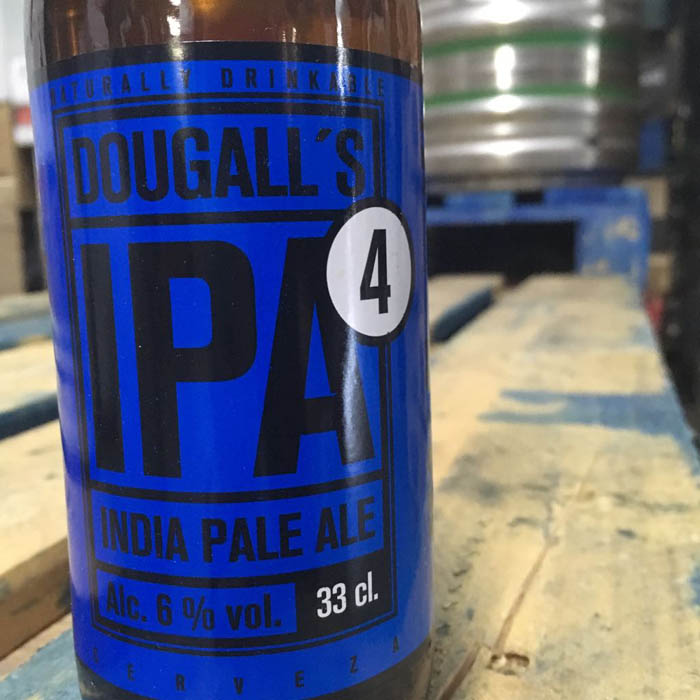 NATURALLY DRINKABLE
DOUGALL´S
IPA
4
INDIA PALE ALE
Alc. 6 % vol.
33 cl.
CERVEZA